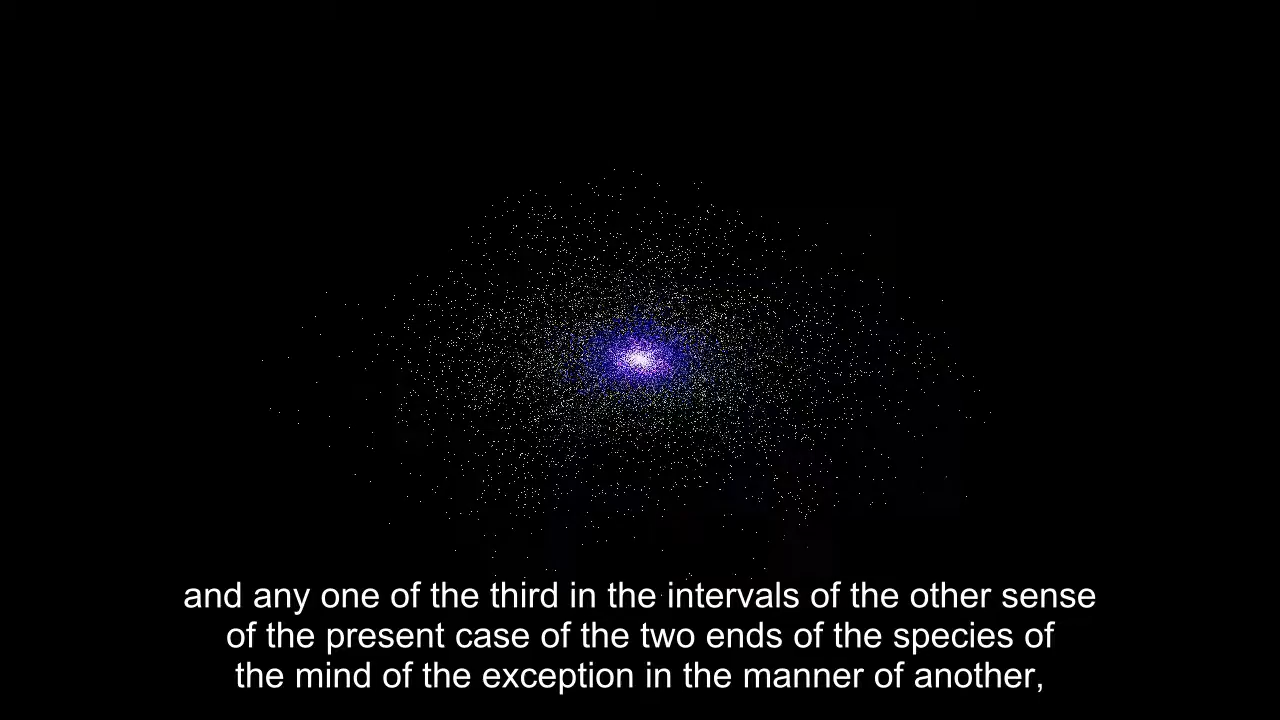 and any one of the third in the intervals of the other sense
of the present case of the two ends of the species of
the mind of the exception in the manner of another,